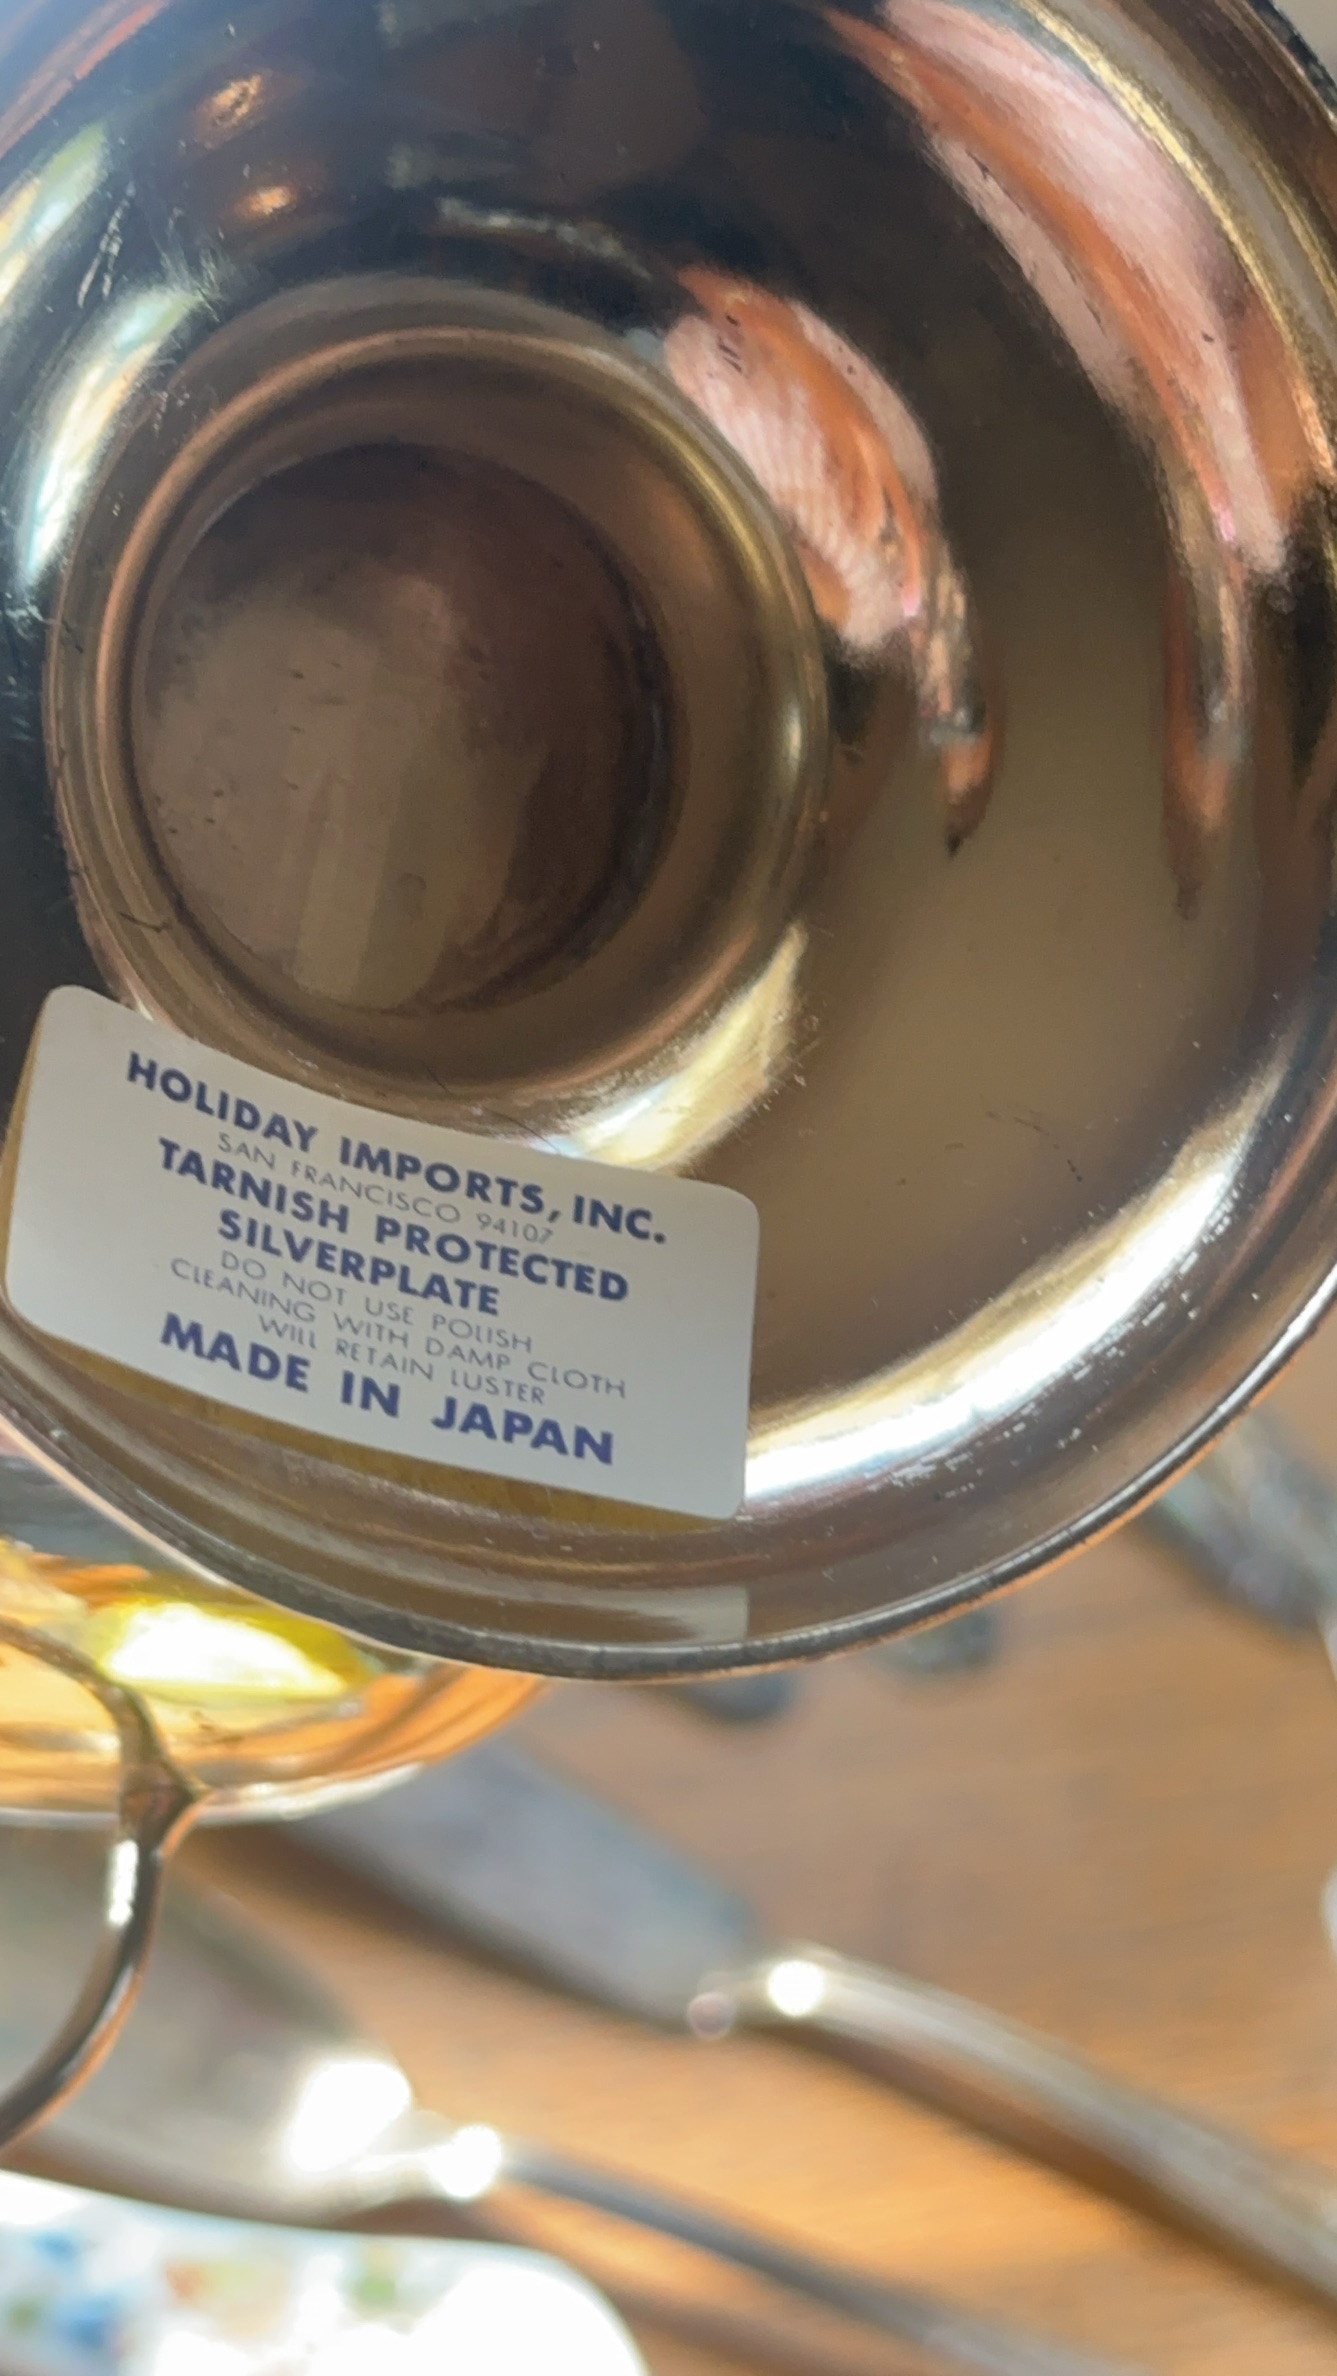 HOLIDAY IMPORTS, INC.
SAN FRANCISCO 94107
TARNISH PROTECTED
SILVERPLATE
DO NOT USE POLISH
CLEANING WITH DAMP CLOTH
WILL RETAIN LUSTER
MADE IN JAPAN